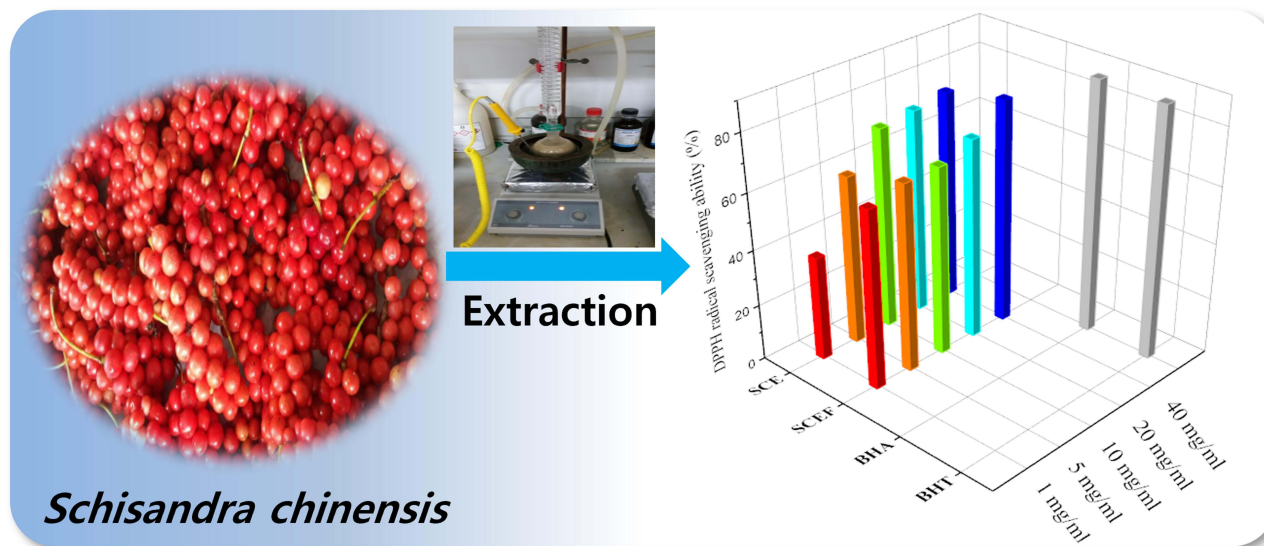 Schisandra chinensis
Extraction
DPPH radical scavenging ability (%)
80
60
40
20
0
SCE
SCEF
BHA
BHT
40 mg/ml
20 mg/ml
10 mg/ml
5 mg/ml
1 mg/ml